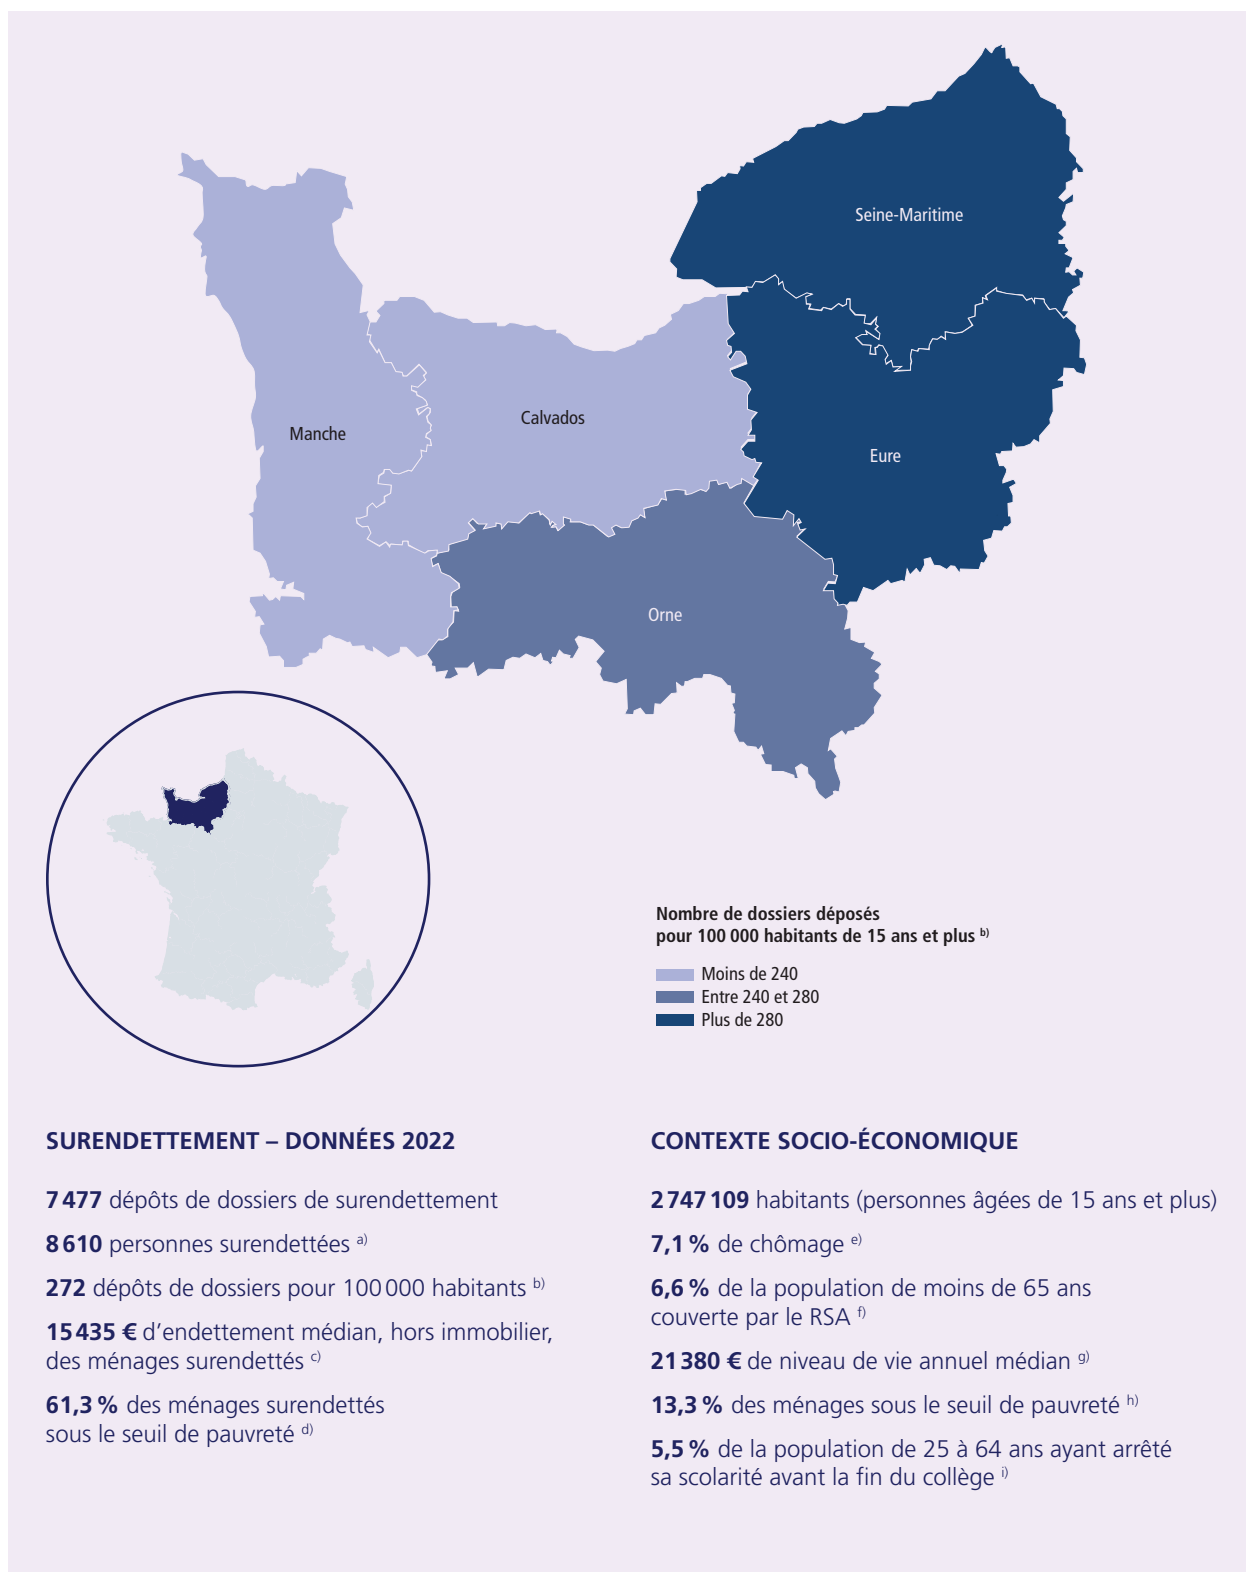 Seine-Maritime
Manche
Calvados
Eure
Orne
Nombre de dossiers déposés
pour 100 000 habitants de 15 ans et plus b)
Moins de 240
Entre 240 et 280
Plus de 280
SURENDETTEMENT – DONNÉES 2022
7 477 dépôts de dossiers de surendettement
8 610 personnes surendettées a)
272 dépôts de dossiers pour 100 000 habitants b)
15 435 € d’endettement médian, hors immobilier,
des ménages surendettés c)
61,3 % des ménages surendettés
sous le seuil de pauvreté d)
CONTEXTE SOCIO-ÉCONOMIQUE
2 747 109 habitants (personnes âgées de 15 ans et plus)
7,1 % de chômage e)
6,6 % de la population de moins de 65 ans
couverte par le RSA f)
21 380 € de niveau de vie annuel médian g)
13,3 % des ménages sous le seuil de pauvreté h)
5,5 % de la population de 25 à 64 ans ayant arrêté
sa scolarité avant la fin du collège i)